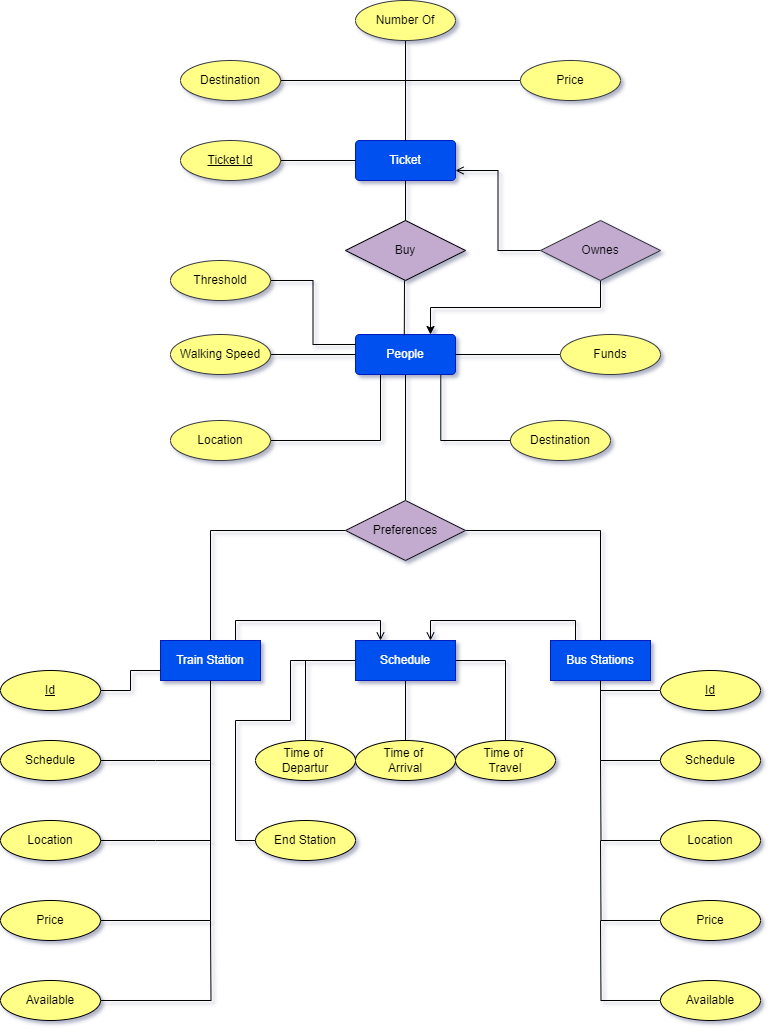 Number Of
Destination
Price
Ticket Id
Ticket
Buy
Ownes
Threshold
Walking Speed
People
Funds
Location
Destination
Preferences
Train Station
Schedule
Bus Stations
Id
Id
Schedule
Time of
Departur
Time of
Arrival
Time of
Travel
Schedule
Location
End Station
Location
Price
Price
Available
Available